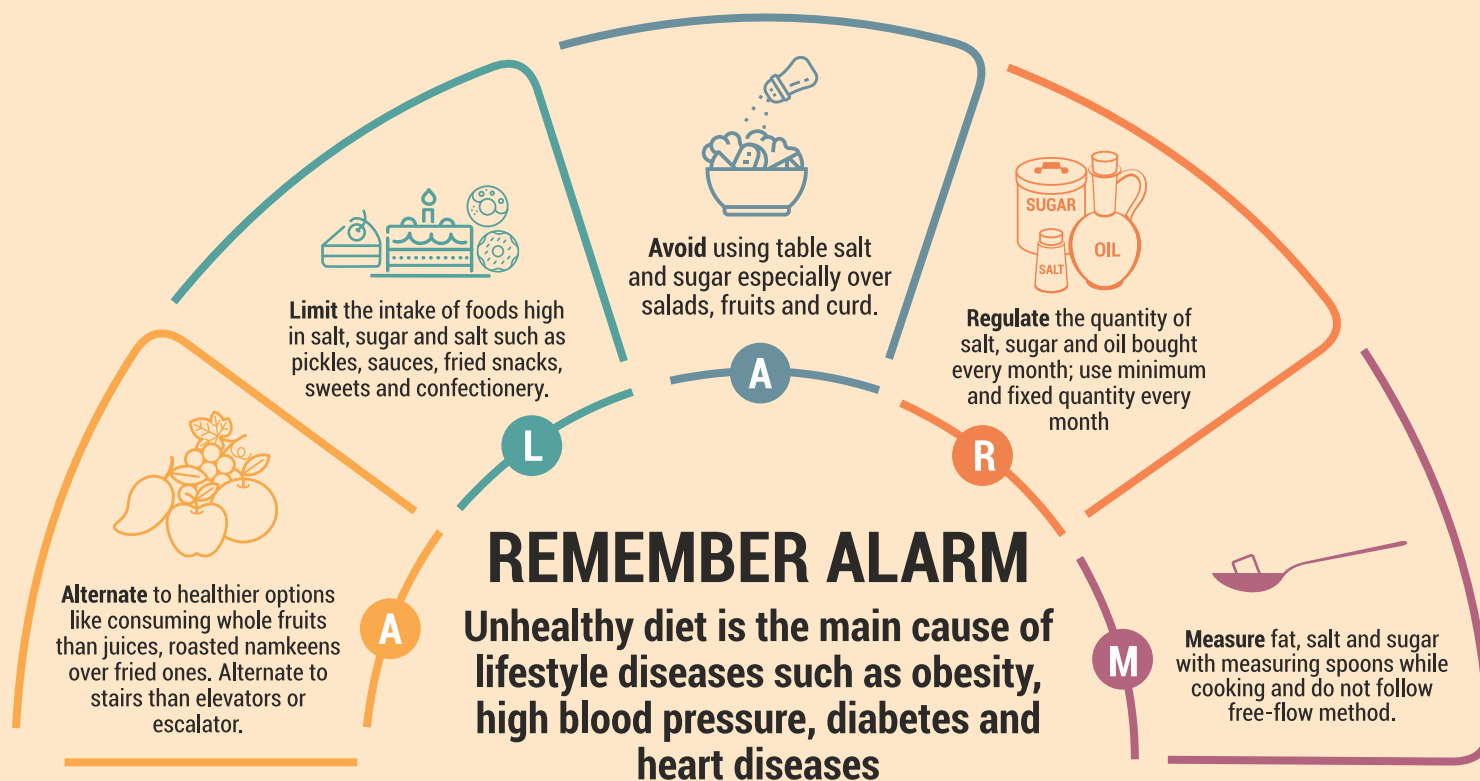 Alternate to healthier options
like consuming whole fruits
than juices, roasted namkeens
over fried ones. Alternate to
stairs than elevators or
escalator.
A
Limit the intake of foods high
in salt, sugar and salt such as
pickles, sauces, fried snacks,
sweets and confectionery.
L
Avoid using table salt
and sugar especially over
salads, fruits and curd.
A
SUGAR
OIL
SALT
Regulate the quantity of
salt, sugar and oil bought
every month; use minimum
and fixed quantity every
month
R
Measure fat, salt and sugar
with measuring spoons while
cooking and do not follow
free-flow method.
M
REMEMBER ALARM
Unhealthy diet is the main cause of
lifestyle diseases such as obesity,
high blood pressure, diabetes and
heart diseases